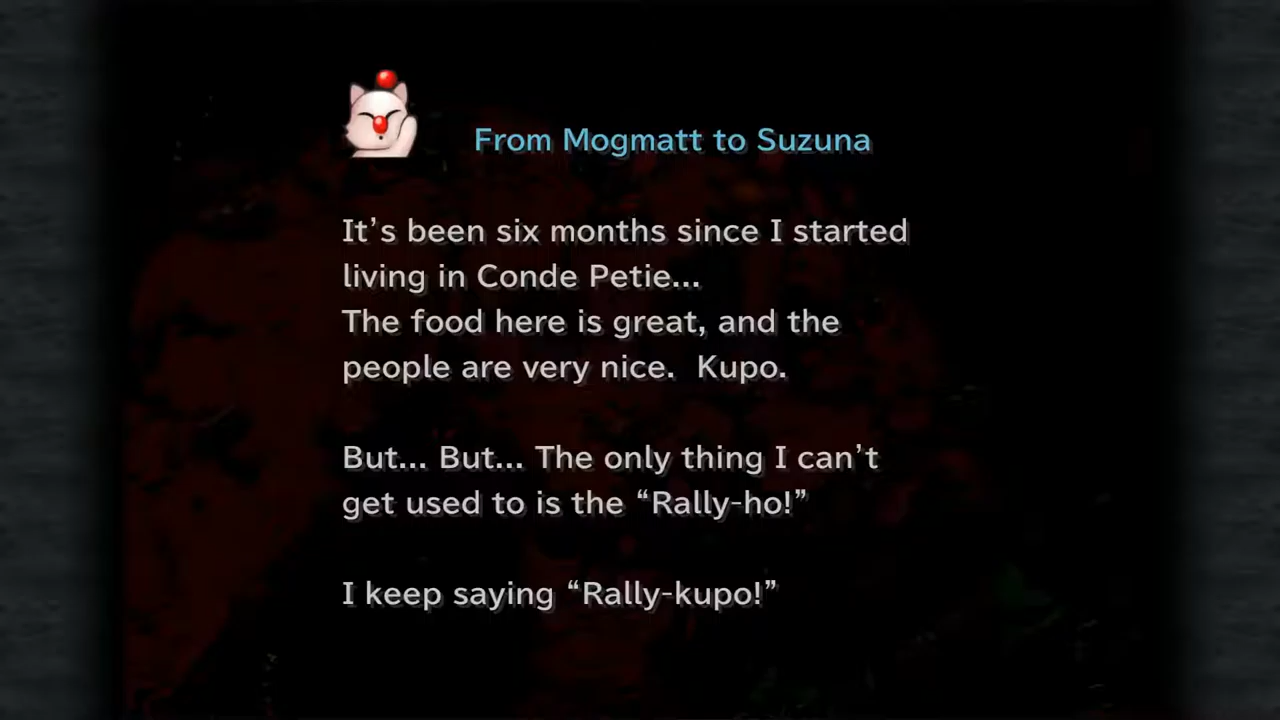 From Mogmatt to Suzuna
It’s been six months since I started
living in Conde Petie...
The food here is great, and the
people are very nice.  Kupo.
But... But... The only thing I can’t
get used to is the “Rally-ho!”
I keep saying “Rally-kupo!”